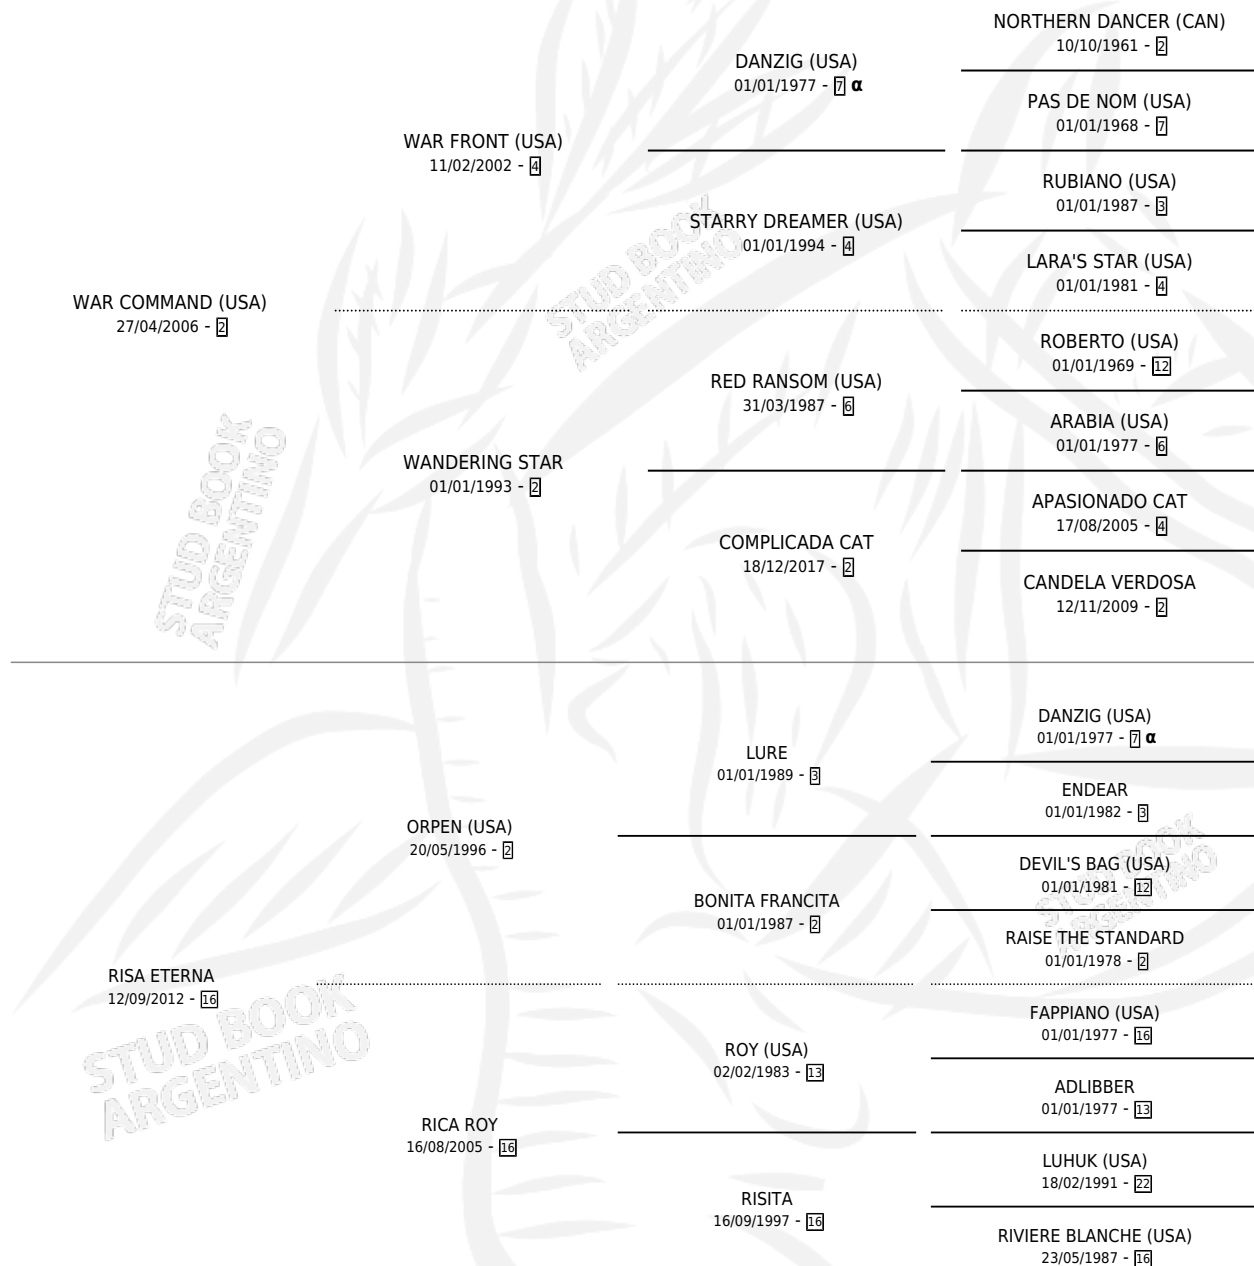 NORTHERN DANCER (CAN)
10/10/1961 - 2
DANZIG (USA)
01/01/1977 - 7 α
PAS DE NOM (USA)
01/01/1968 - 7
WAR FRONT (USA)
11/02/2002 - 4
RUBIANO (USA)
01/01/1987 - 3
STARRY DREAMER (USA)
01/01/1994 - 4
LARA'S STAR (USA)
01/01/1981 - 4
WAR COMMAND (USA)
27/04/2006 - 2
ROBERTO (USA)
01/01/1969 - 12
RED RANSOM (USA)
31/03/1987 - 6
ARABIA (USA)
01/01/1977 - 6
WANDERING STAR
01/01/1993 - 2
APASIONADO CAT
17/08/2005 - 4
COMPLICADA CAT
18/12/2017 - 2
CANDELA VERDOSA
12/11/2009 - 2
DANZIG (USA)
01/01/1977 - 7 α
LURE
01/01/1989 - 3
ENDEAR
01/01/1982 - 3
ORPEN (USA)
20/05/1996 - 2
DEVIL'S BAG (USA)
01/01/1981 - 12
BONITA FRANCITA
01/01/1987 - 2
RAISE THE STANDARD
01/01/1978 - 2
RISA ETERNA
12/09/2012 - 16
FAPPIANO (USA)
01/01/1977 - 16
ROY (USA)
02/02/1983 - 13
ADLIBBER
01/01/1977 - 13
RICA ROY
16/08/2005 - 16
LUHUK (USA)
18/02/1991 - 22
RISITA
16/09/1997 - 16
RIVIERE BLANCHE (USA)
23/05/1987 - 16
STUD BOOK
ARGENTINO
STUD BOOK
ARGENTINO
STUD BOOK
ARGENTINO
STUD BOOK
ARGENTINO